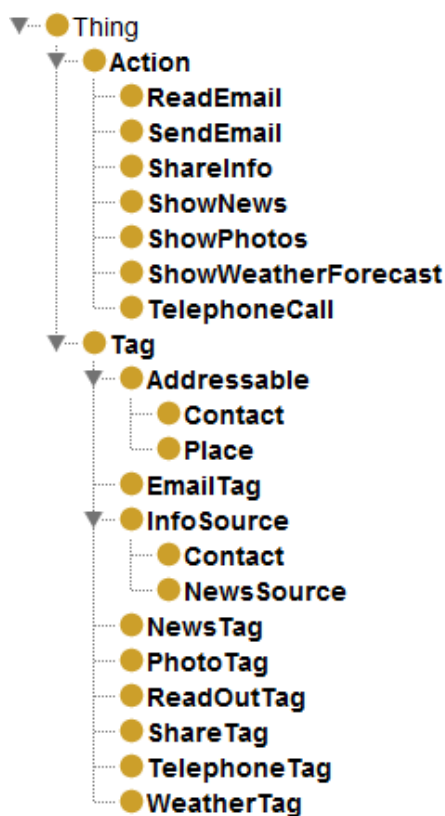 Thing
Action
ReadEmail
SendEmail
ShareInfo
ShowNews
ShowPhotos
ShowWeatherForecast
TelephoneCall
Tag
Addressable
Contact
Place
EmailTag
InfoSource
Contact
NewsSource
NewsTag
PhotoTag
ReadOutTag
ShareTag
TelephoneTag
WeatherTag